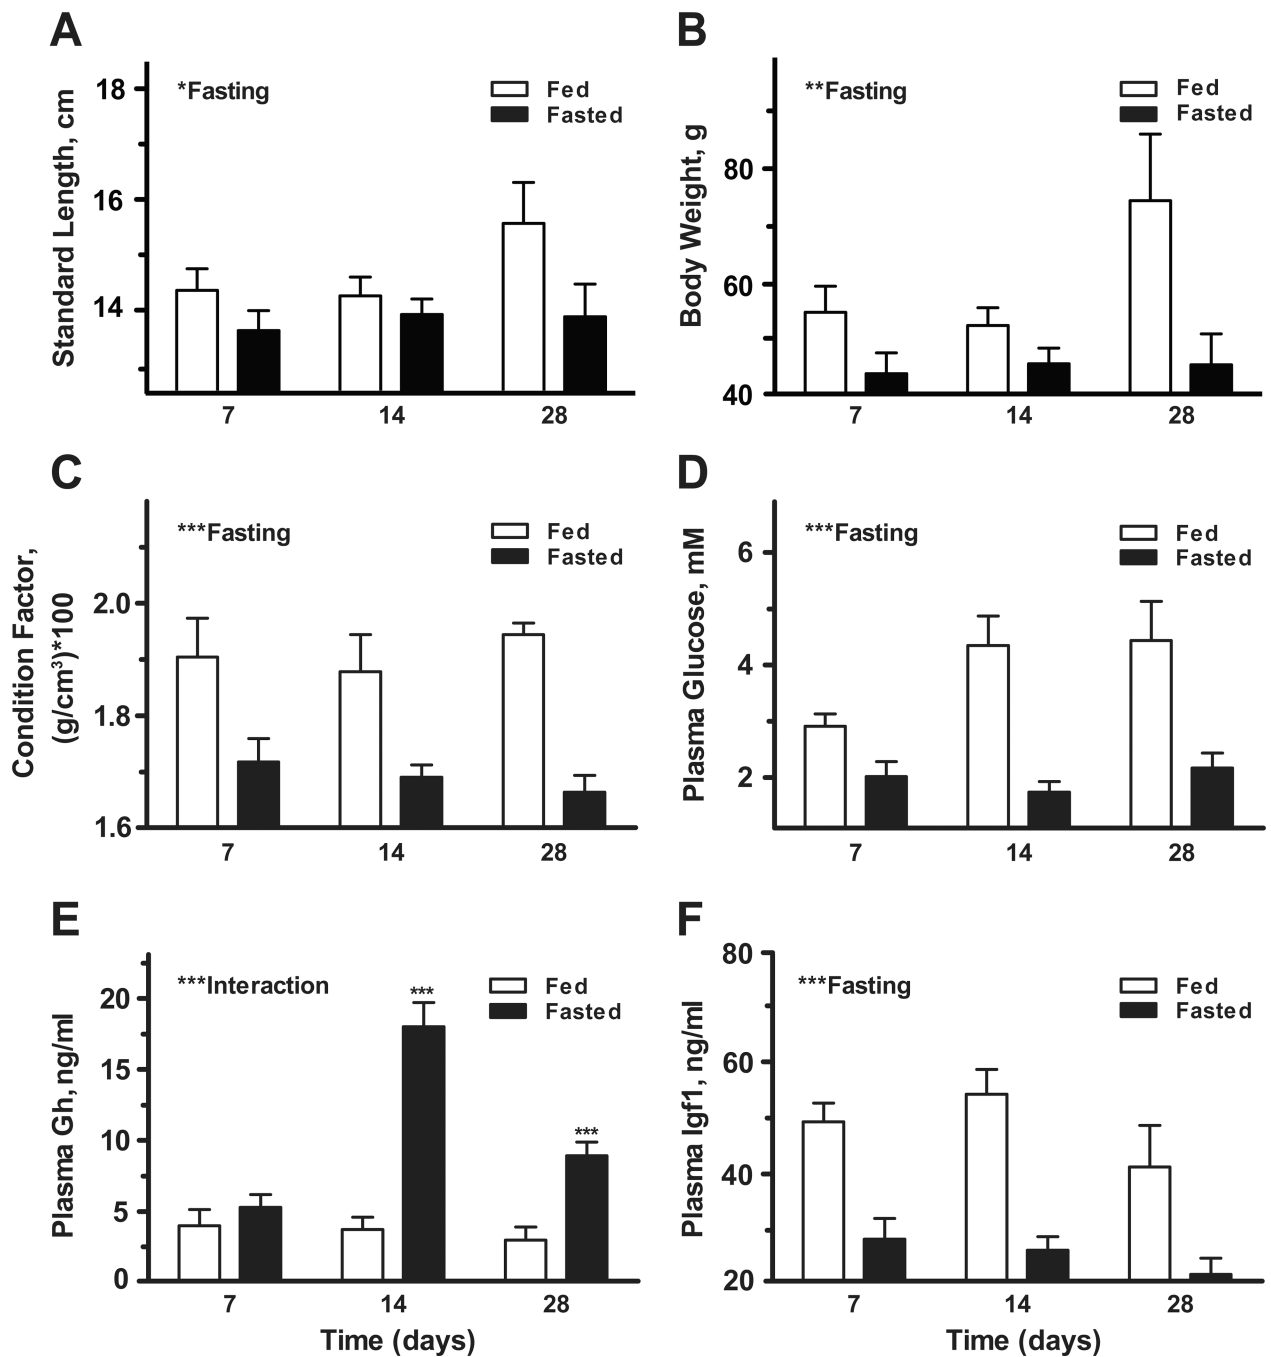 A
Standard Length, cm
18
16
14
*Fasting
Fed
Fasted
7 14 28
B
Body Weight, g
80
60
40
**Fasting
Fed
Fasted
7 14 28
C
Condition Factor,
(g/cm³)*100
2.0
1.8
1.6
***Fasting
Fed
Fasted
7 14 28
D
Plasma Glucose, mM
6
4
2
***Fasting
Fed
Fasted
7 14 28
E
Plasma Gh, ng/ml
20
15
10
5
0
***Interaction
Fed
Fasted
***
***
7 14 28
Time (days)
F
Plasma Igf1, ng/ml
80
60
40
20
***Fasting
Fed
Fasted
7 14 28
Time (days)